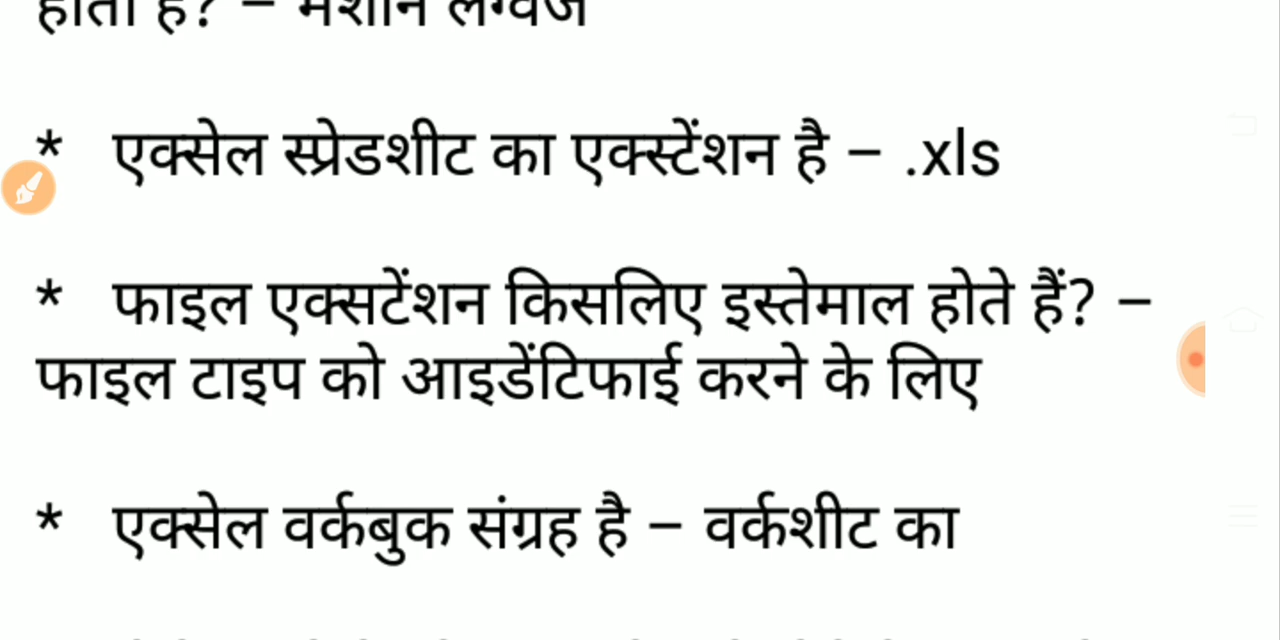 होता है? – मशीन लैंग्वेज
* एक्सेल स्प्रेडशीट का एक्स्टेंशन है – .xls
* फाइल एक्सटेंशन किसलिए इस्तेमाल होते हैं? –
फाइल टाइप को आइडेंटिफाई करने के लिए
* एक्सेल वर्कबुक संग्रह है – वर्कशीट का